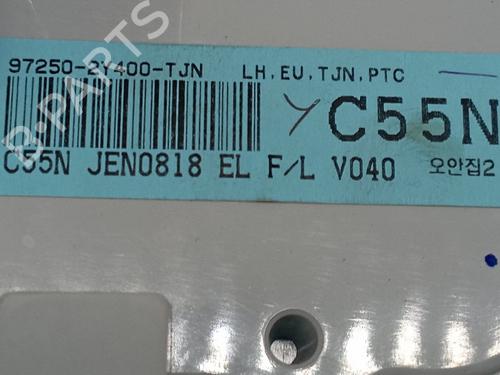 97250-2Y400-TJN LH, EU, TJN, PTC
C55N
C55N JEN0818 EL F/L V040 오안집2
B-PARTS